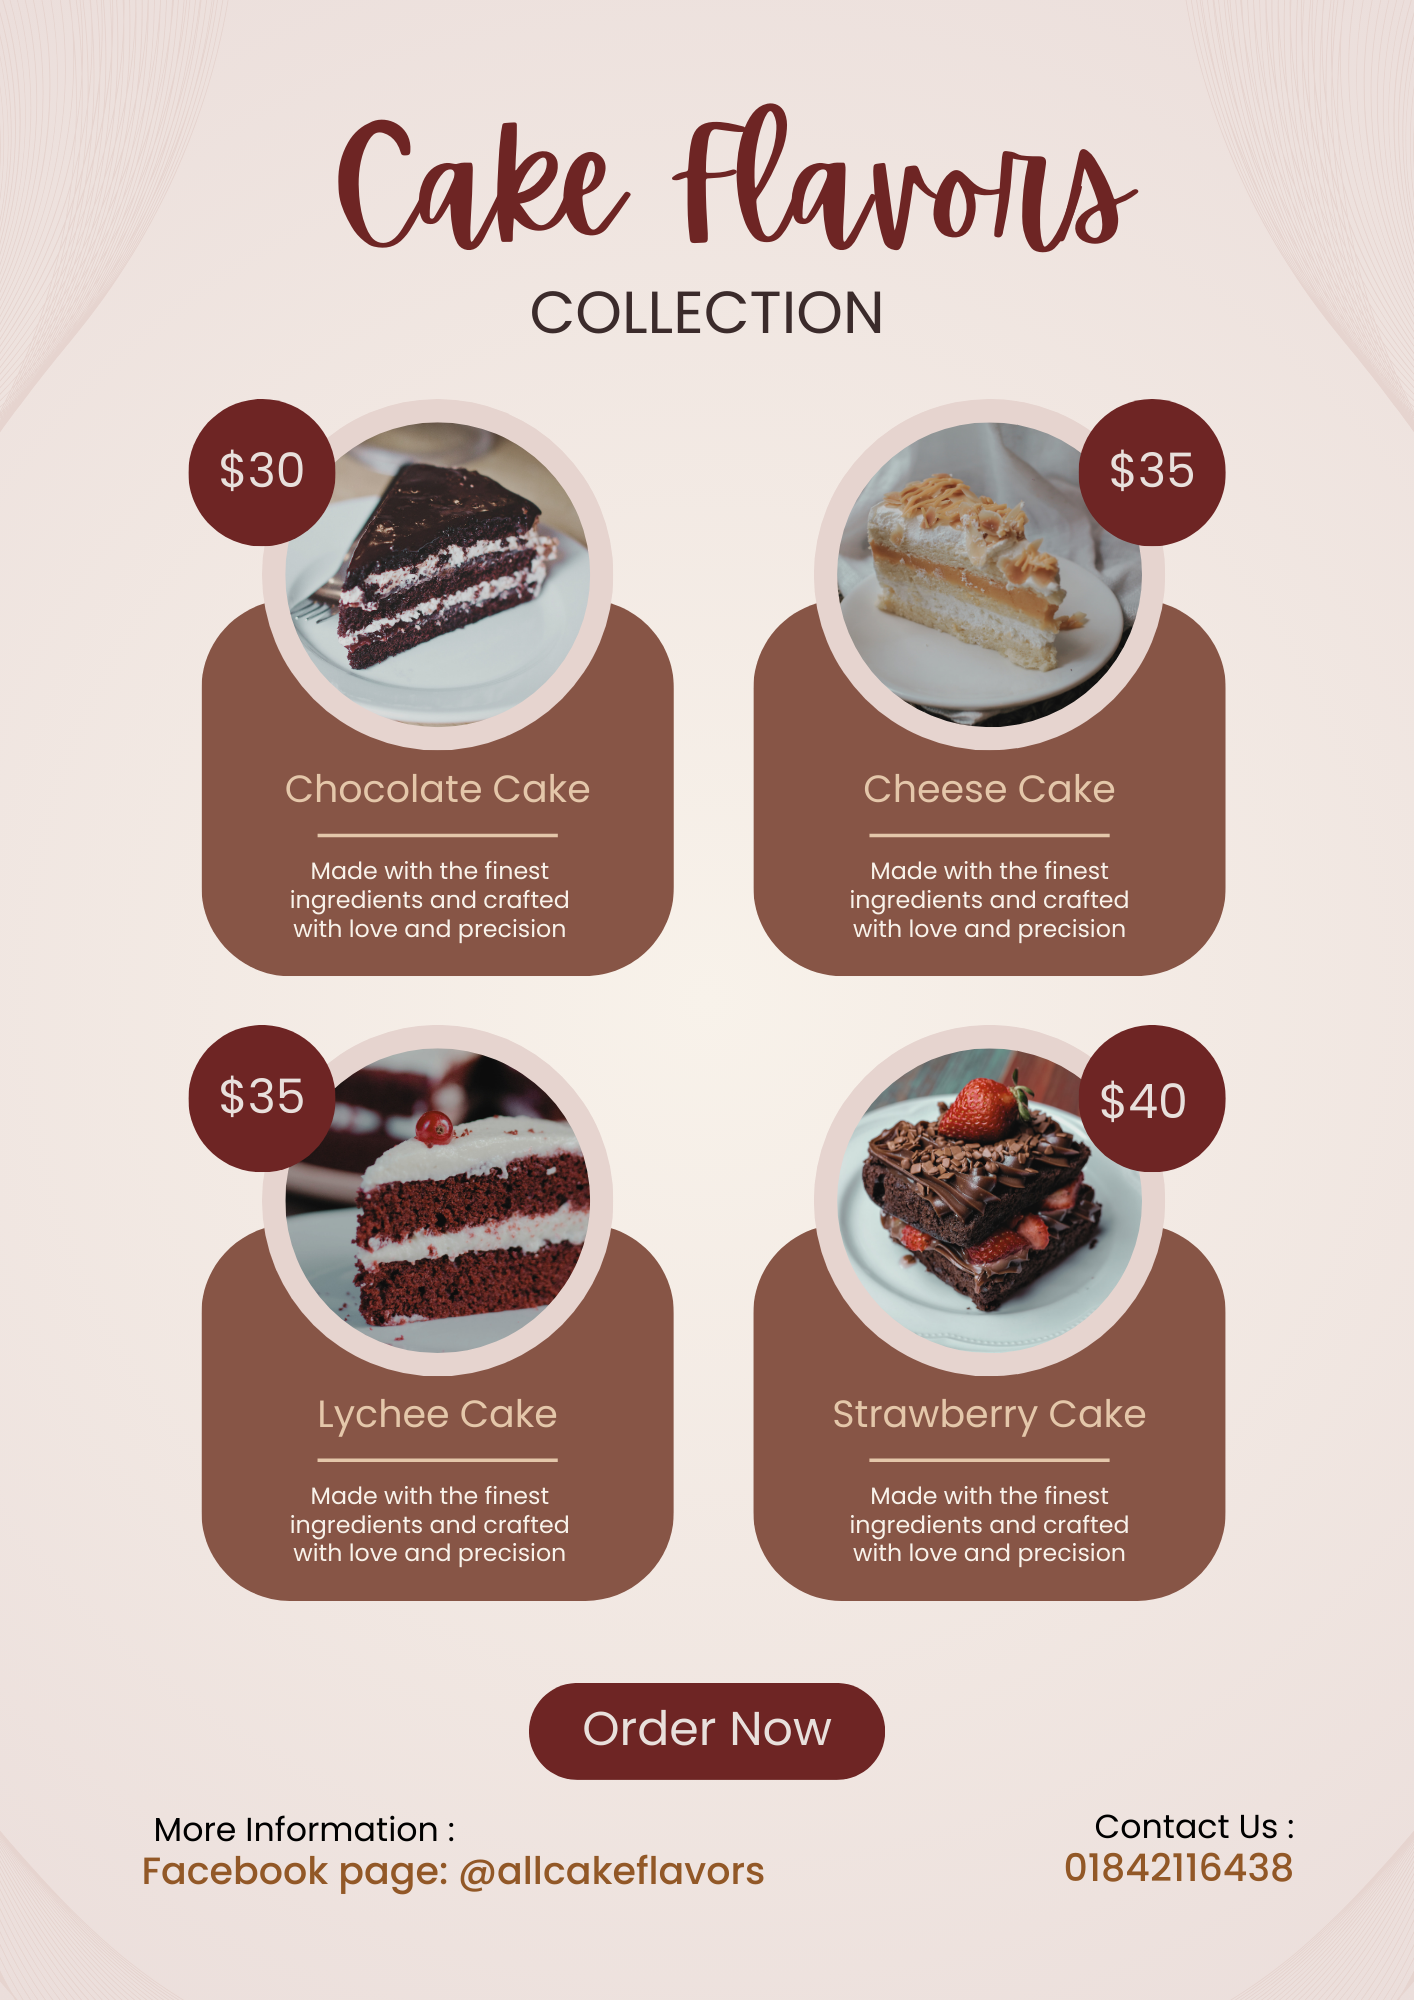 Cake Flavors
COLLECTION
$30
$35
Chocolate Cake
Made with the finest
ingredients and crafted
with love and precision
Cheese Cake
Made with the finest
ingredients and crafted
with love and precision
$35
$40
Lychee Cake
Made with the finest
ingredients and crafted
with love and precision
Strawberry Cake
Made with the finest
ingredients and crafted
with love and precision
Order Now
More Information :
Facebook page: @allcakeflavors
Contact Us :
01842116438